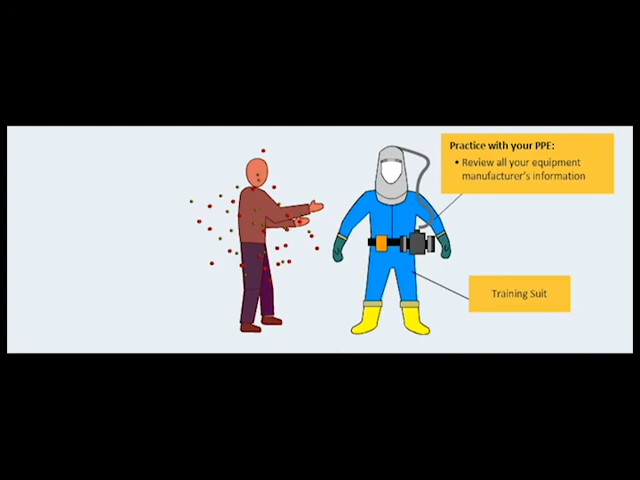 Practice with your PPE:
• Review all your equipment
manufacturer's information
Training Suit